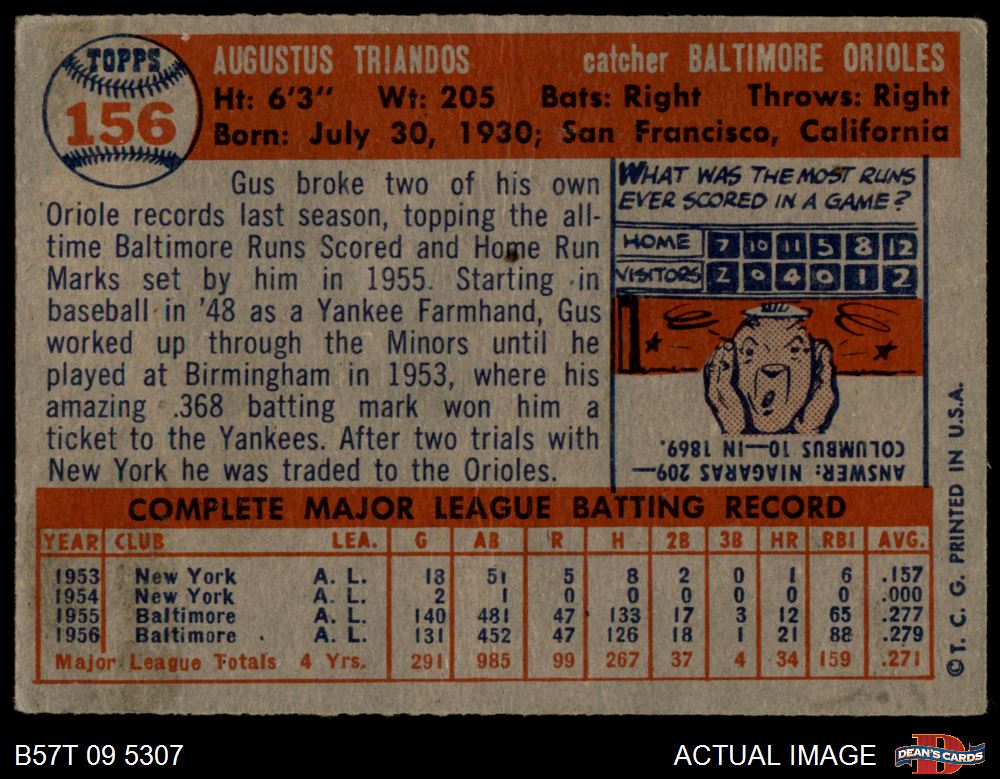 TOPPS
156
AUGUSTUS TRIANDOS catcher BALTIMORE ORIOLES
Ht: 6'3" Wt: 205 Bats: Right Throws: Right
Born: July 30, 1930; San Francisco, California
Gus broke two of his own
Oriole records last season, topping the all-
time Baltimore Runs Scored and Home Run
Marks set by him in 1955. Starting in
baseball in '48 as a Yankee Farmhand, Gus
worked up through the Minors until he
played at Birmingham in 1953, where his
amazing .368 batting mark won him a
ticket to the Yankees. After two trials with
New York he was traded to the Orioles.
WHAT WAS THE MOST RUNS
EVER SCORED IN A GAME?
HOME 7 10 11 5 8 12
VISITORS 2 0 4 0 1 2
ANSWER: NIAGARAS 209—
COLUMBUS 10—IN 1869.
COMPLETE MAJOR LEAGUE BATTING RECORD
YEAR CLUB LEA. G AB R H 2B 3B HR RBI AVG.
1953 New York A. L. 18 51 5 8 2 0 1 6 .157
1954 New York A. L. 2 1 0 0 0 0 0 0 .000
1955 Baltimore A. L. 140 481 47 133 17 3 12 65 .277
1956 Baltimore A. L. 131 452 47 126 18 1 21 88 .279
Major League Totals 4 Yrs. 291 985 99 267 37 4 34 159 .271
© T. C. G. PRINTED IN U.S.A.
B57T 09 5307
ACTUAL IMAGE
DEAN'S CARDS